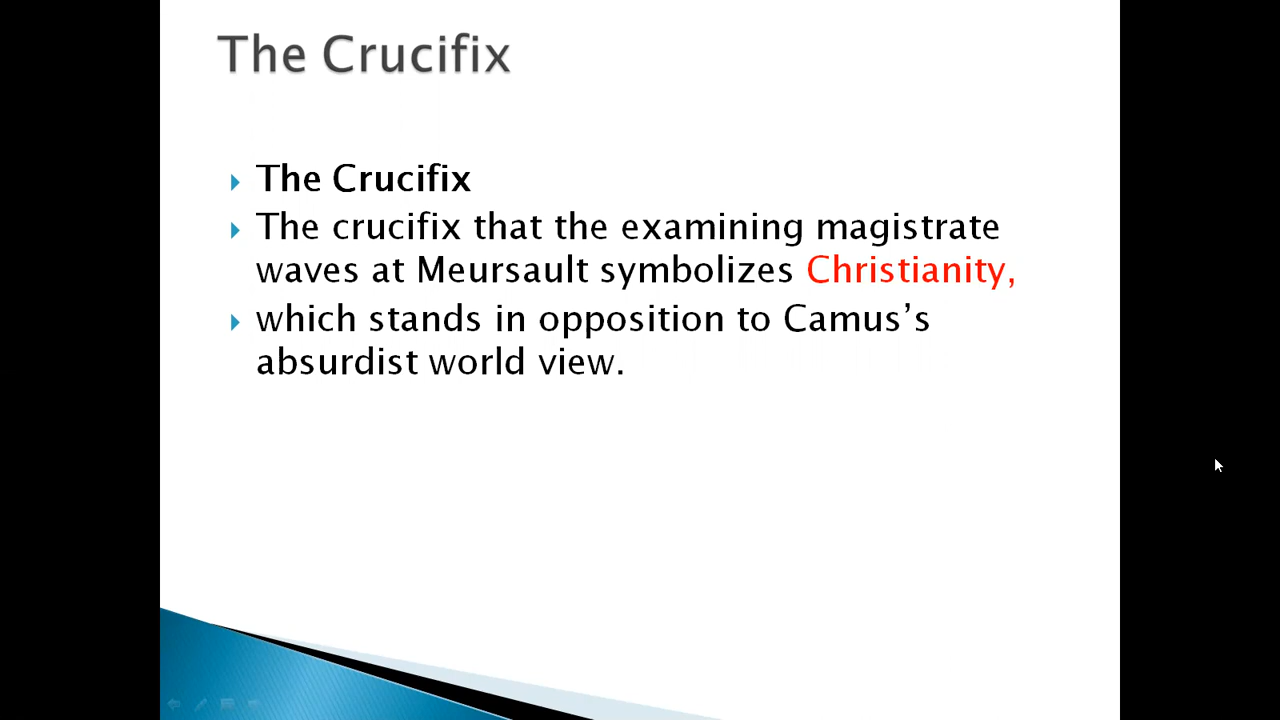 The Crucifix
The Crucifix
The crucifix that the examining magistrate
waves at Meursault symbolizes Christianity,
which stands in opposition to Camus’s
absurdist world view.